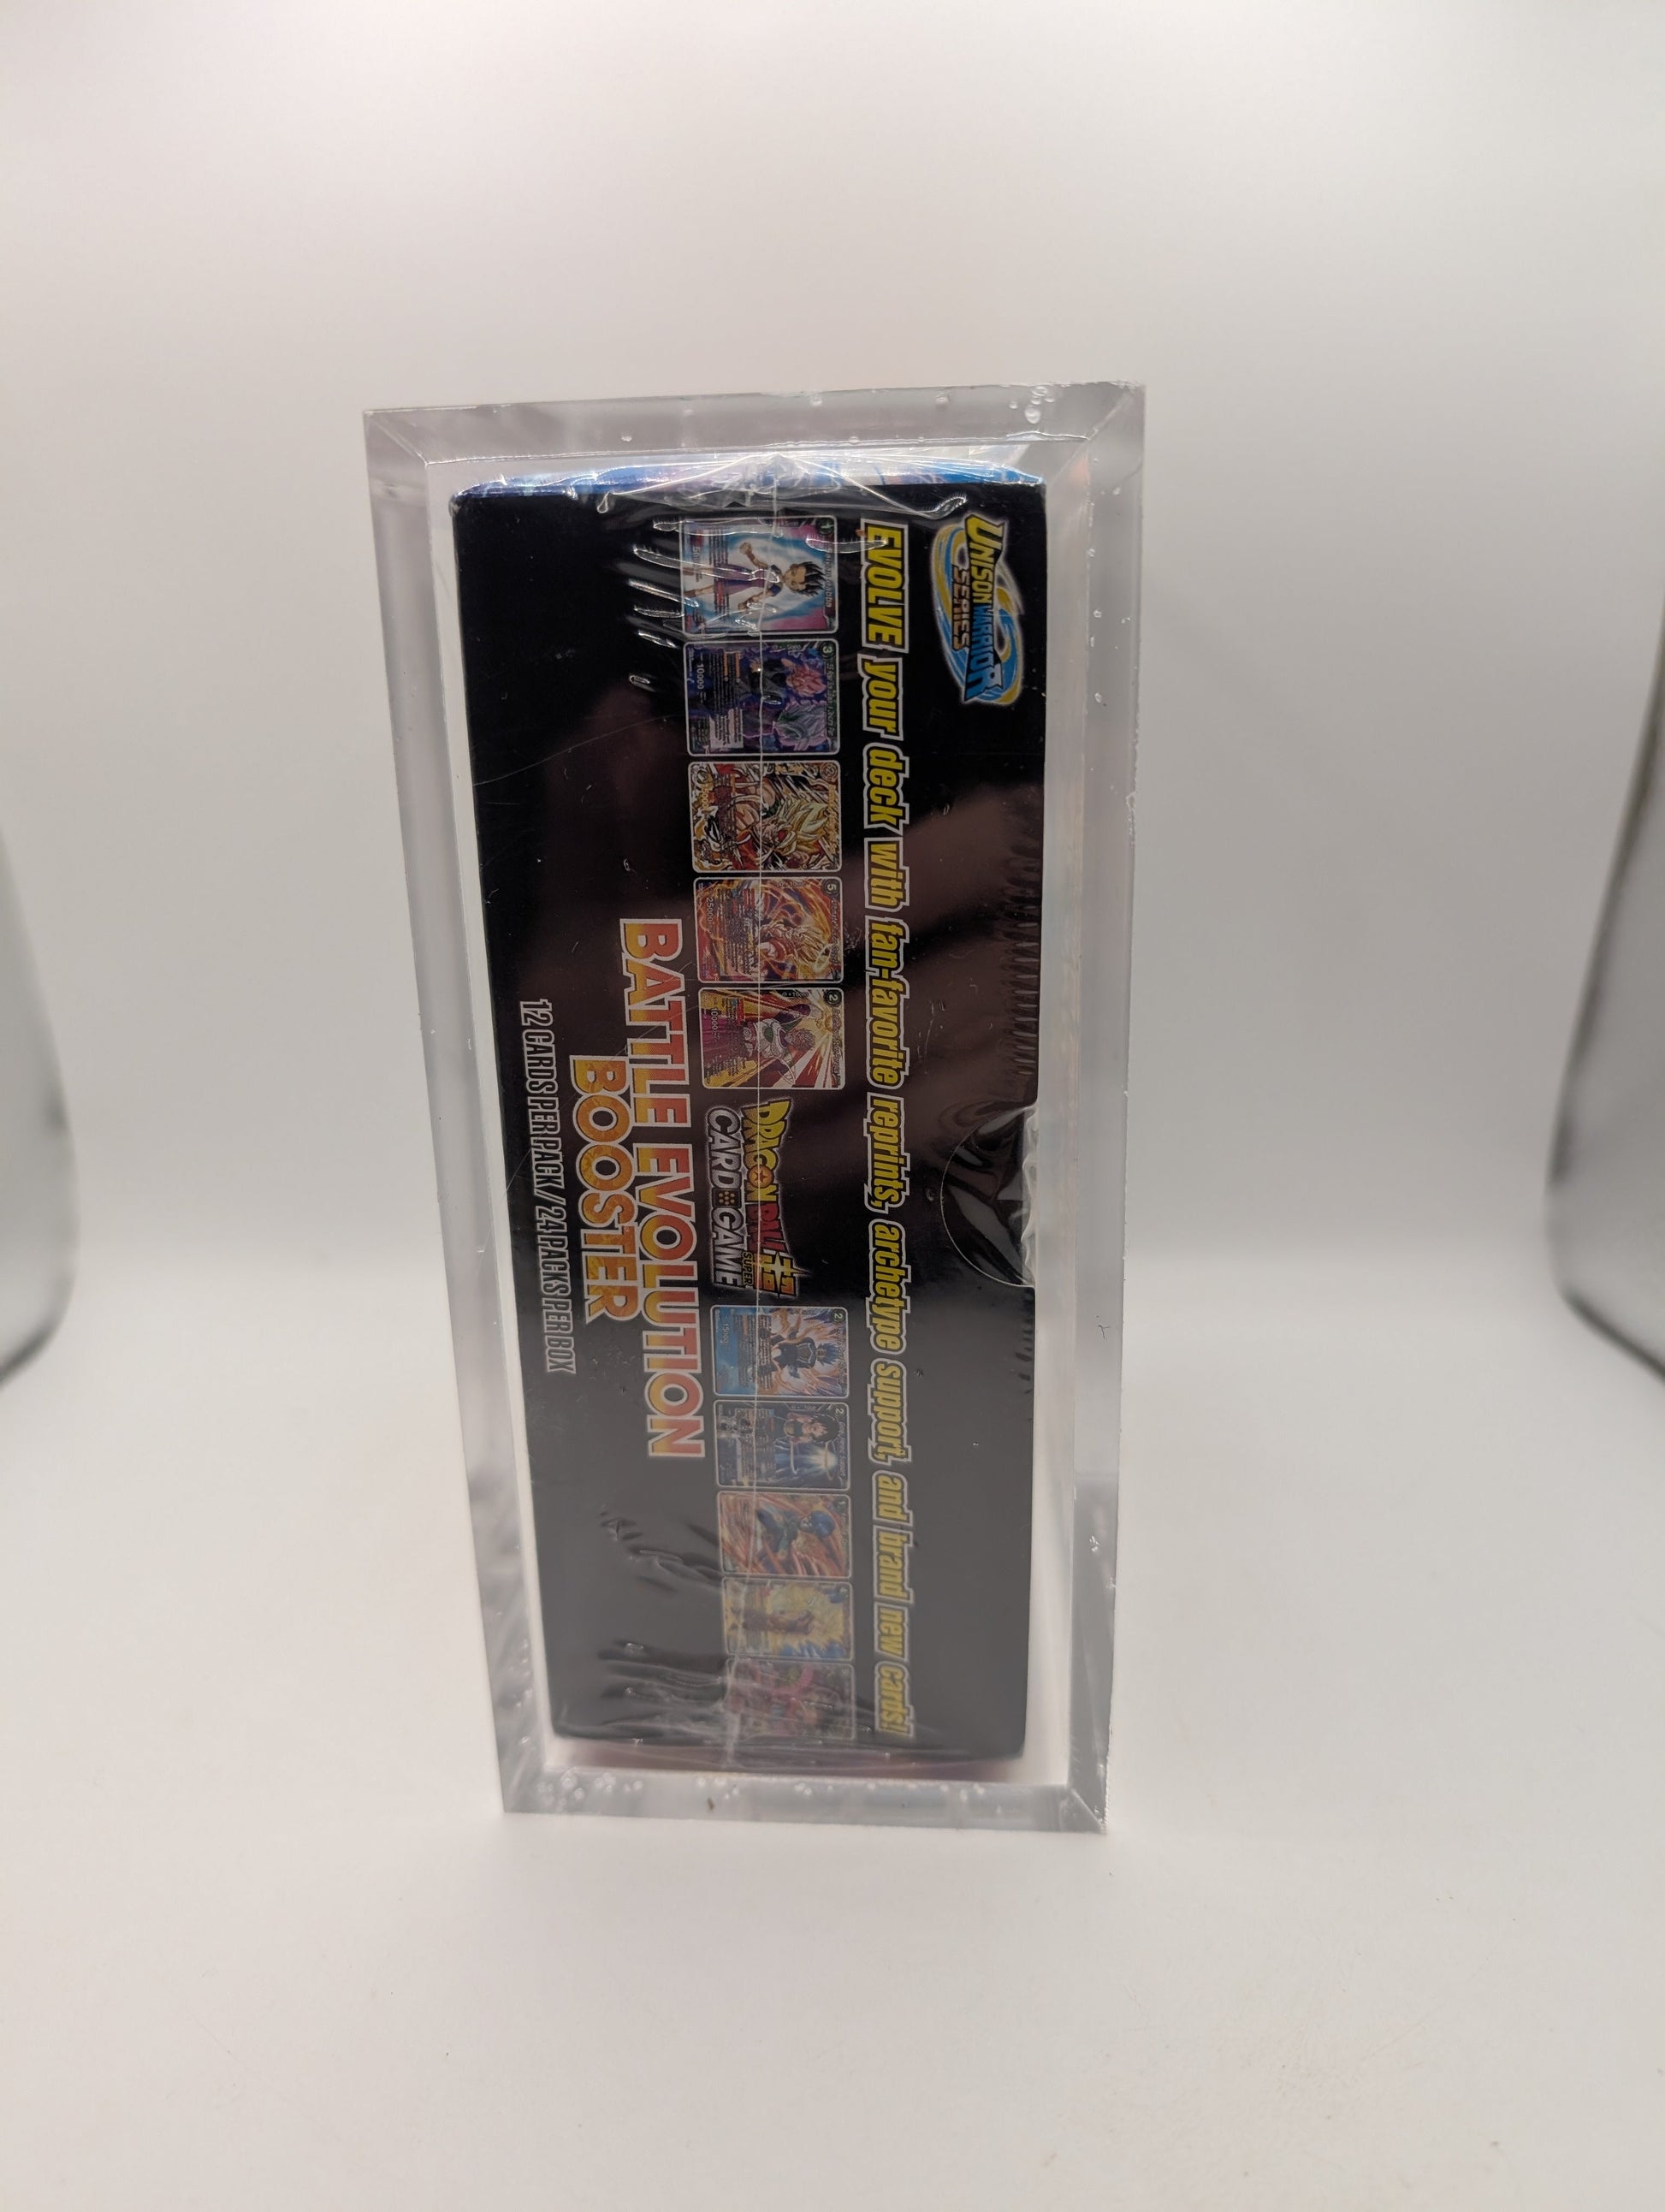 UNISON WARRIOR
SERIES
EVOLVE your deck with fan-favorite reprints, archetype support, and brand new cards!
DRAGON BALL 超
SUPER
CARD GAME
BATTLE EVOLUTION
BOOSTER
12 CARDS PER PACK // 24 PACKS PER BOX